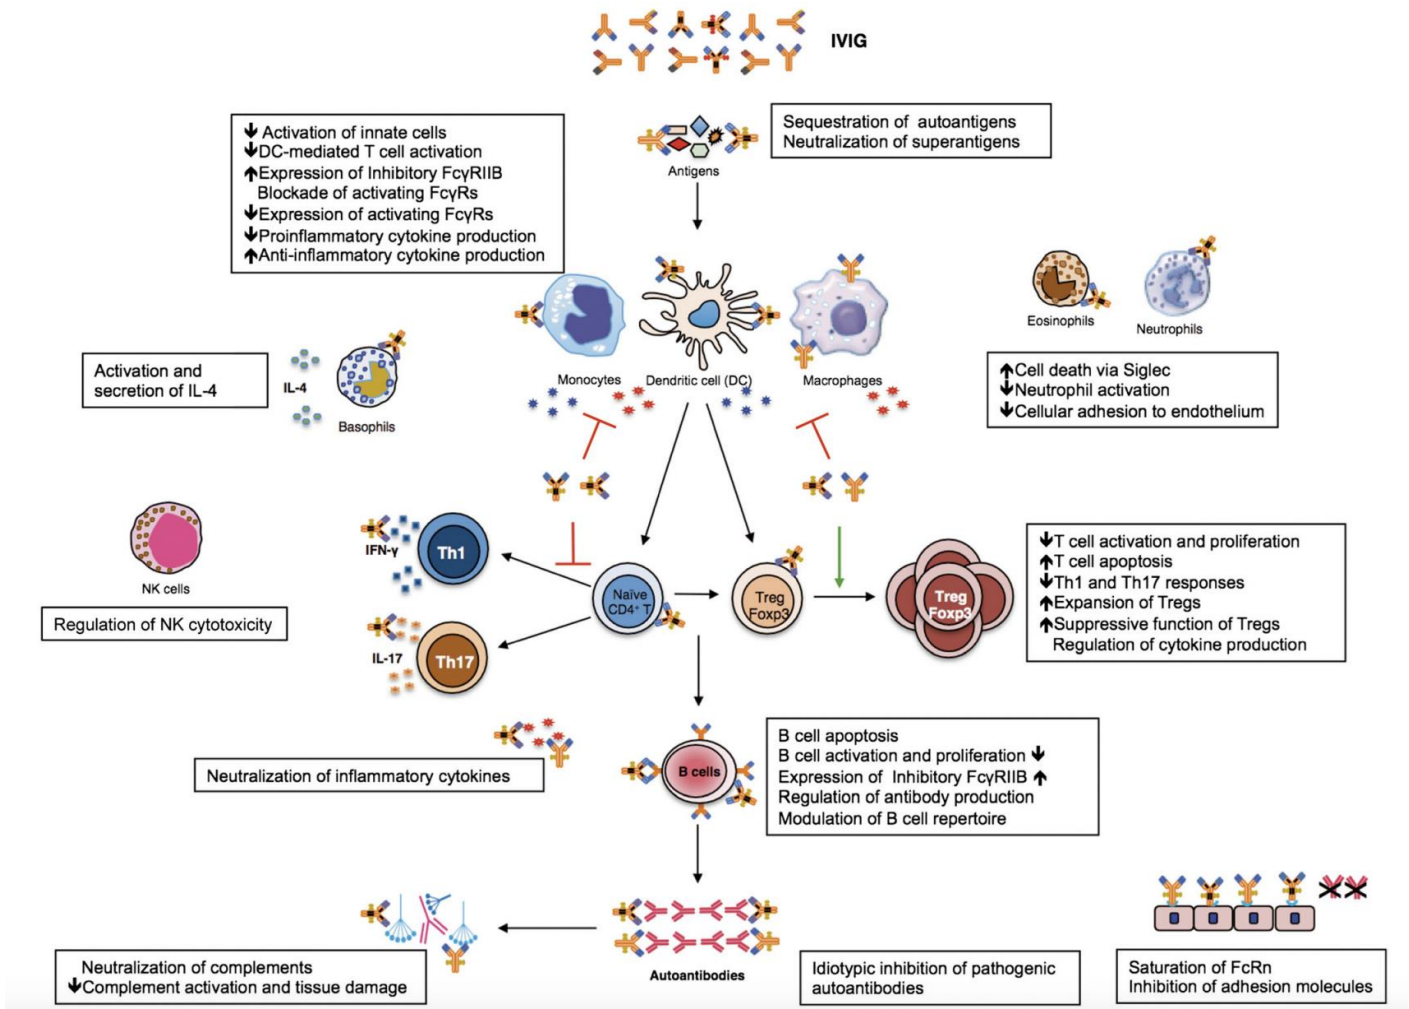 IVIG
↓ Activation of innate cells
↓DC-mediated T cell activation
↑Expression of Inhibitory FcγRIIB
Blockade of activating FcγRs
↓Expression of activating FcγRs
↓Proinflammatory cytokine production
↑Anti-inflammatory cytokine production
Sequestration of autoantigens
Neutralization of superantigens
Antigens
Eosinophils
Neutrophils
↑Cell death via Siglec
↓Neutrophil activation
↓Cellular adhesion to endothelium
Activation and
secretion of IL-4
IL-4
Basophils
Monocytes
Dendritic cell (DC)
Macrophages
NK cells
Regulation of NK cytotoxicity
IFN-γ
Th1
IL-17
Th17
Naïve
CD4⁺ T
Treg
Foxp3
Treg
Foxp3
↓T cell activation and proliferation
↑T cell apoptosis
↓Th1 and Th17 responses
↑Expansion of Tregs
↑Suppressive function of Tregs
Regulation of cytokine production
Neutralization of inflammatory cytokines
B cells
B cell apoptosis
B cell activation and proliferation ↓
Expression of Inhibitory FcγRIIB ↑
Regulation of antibody production
Modulation of B cell repertoire
Neutralization of complements
↓Complement activation and tissue damage
Autoantibodies
Idiotypic inhibition of pathogenic
autoantibodies
Saturation of FcRn
Inhibition of adhesion molecules